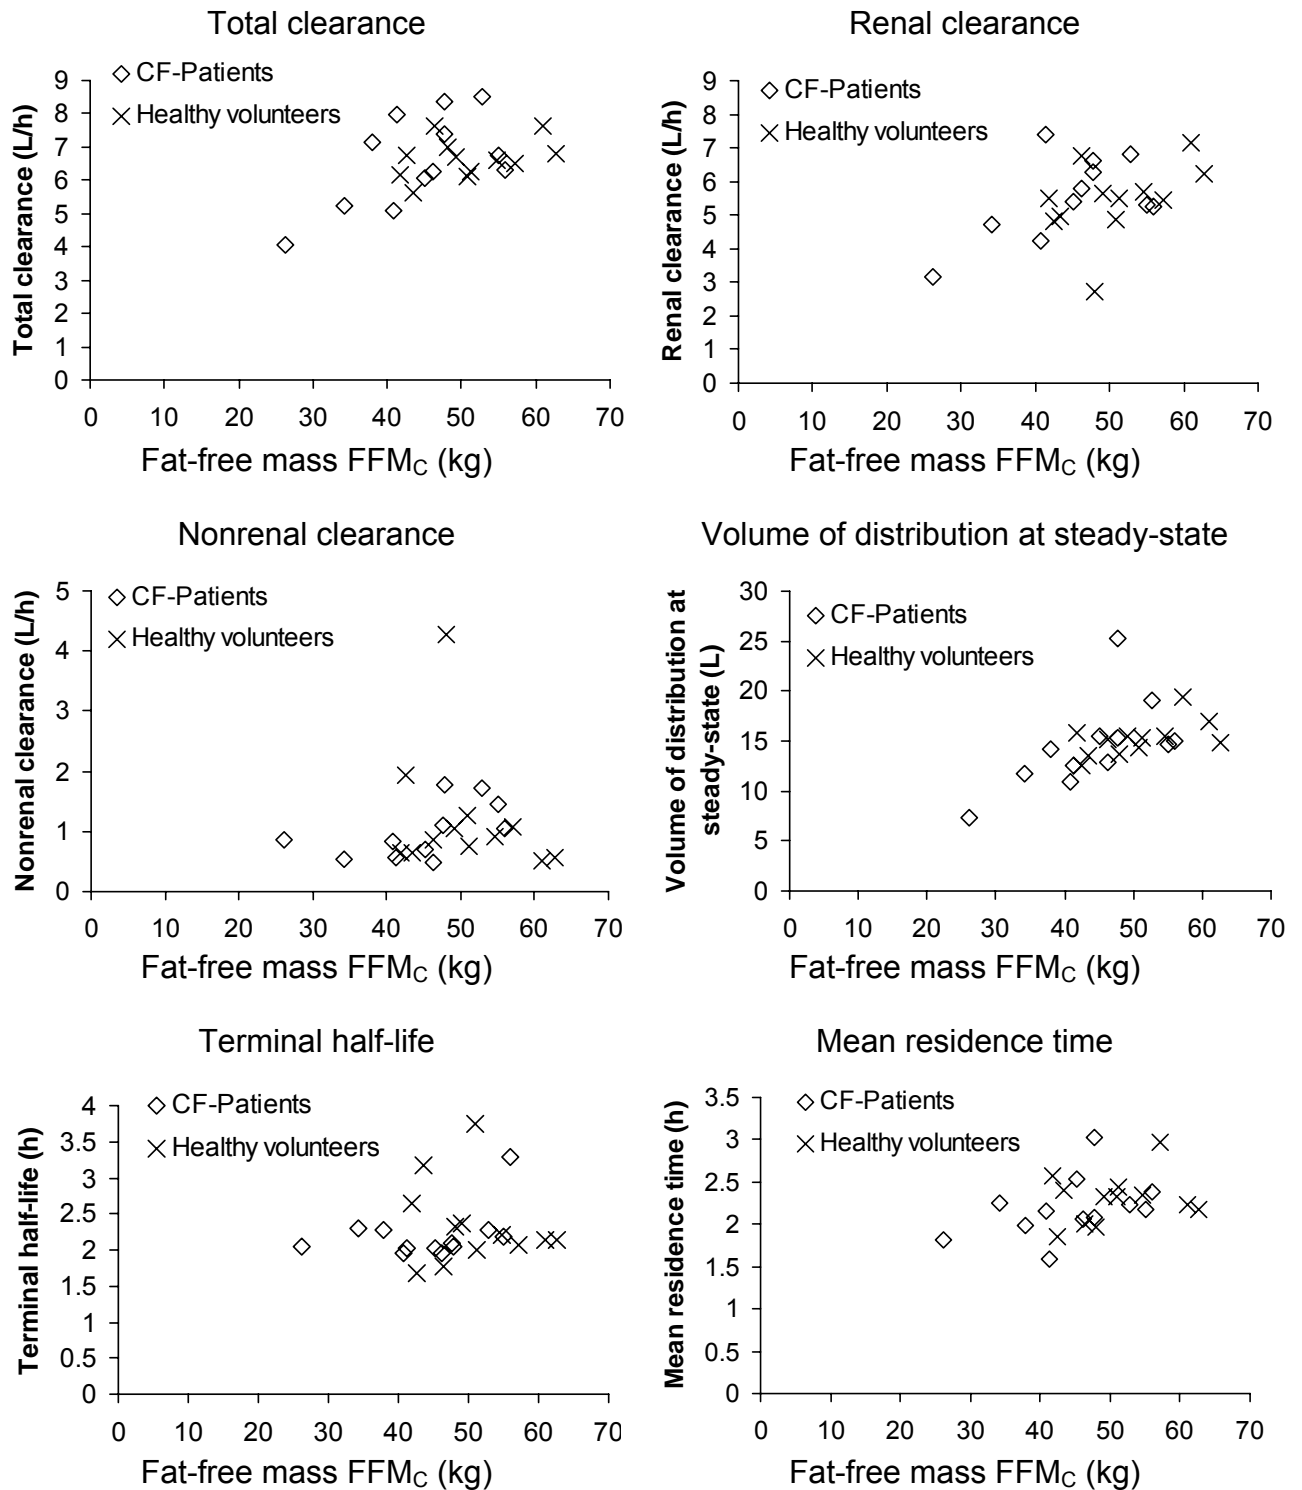 Total clearance
Total clearance (L/h)
◇ CF-Patients
× Healthy volunteers
9
8
7
6
5
4
3
2
1
0
0 10 20 30 40 50 60 70
Fat-free mass FFMC (kg)
Renal clearance
Renal clearance (L/h)
◇ CF-Patients
× Healthy volunteers
9
8
7
6
5
4
3
2
1
0
0 10 20 30 40 50 60 70
Fat-free mass FFMC (kg)
Nonrenal clearance
Nonrenal clearance (L/h)
◇ CF-Patients
× Healthy volunteers
5
4
3
2
1
0
0 10 20 30 40 50 60 70
Fat-free mass FFMC (kg)
Volume of distribution at steady-state
Volume of distribution at
steady-state (L)
◇ CF-Patients
× Healthy volunteers
30
25
20
15
10
5
0
0 10 20 30 40 50 60 70
Fat-free mass FFMC (kg)
Terminal half-life
Terminal half-life (h)
◇ CF-Patients
× Healthy volunteers
4
3.5
3
2.5
2
1.5
1
0.5
0
0 10 20 30 40 50 60 70
Fat-free mass FFMC (kg)
Mean residence time
Mean residence time (h)
◇ CF-Patients
× Healthy volunteers
3.5
3
2.5
2
1.5
1
0.5
0
0 10 20 30 40 50 60 70
Fat-free mass FFMC (kg)